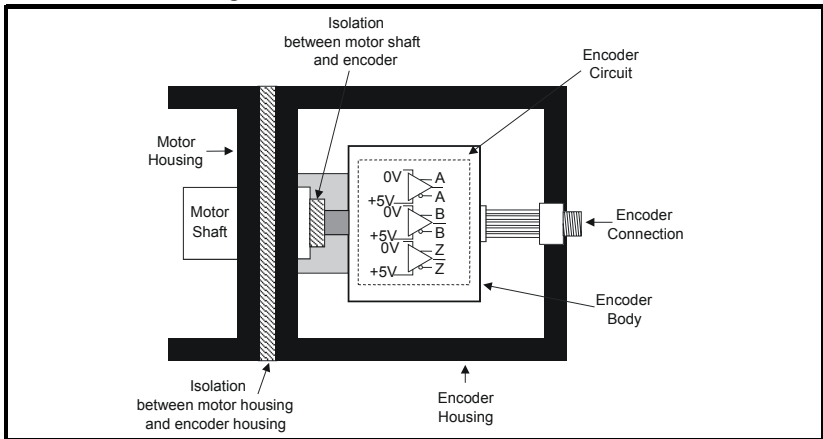 Isolation
between motor shaft
and encoder
Encoder
Circuit
Motor
Housing
Motor
Shaft
0V
A
+5V
A̅
0V
B
+5V
B̅
0V
Z
+5V
Z̅
Encoder
Connection
Encoder
Body
Isolation
between motor housing
and encoder housing
Encoder
Housing